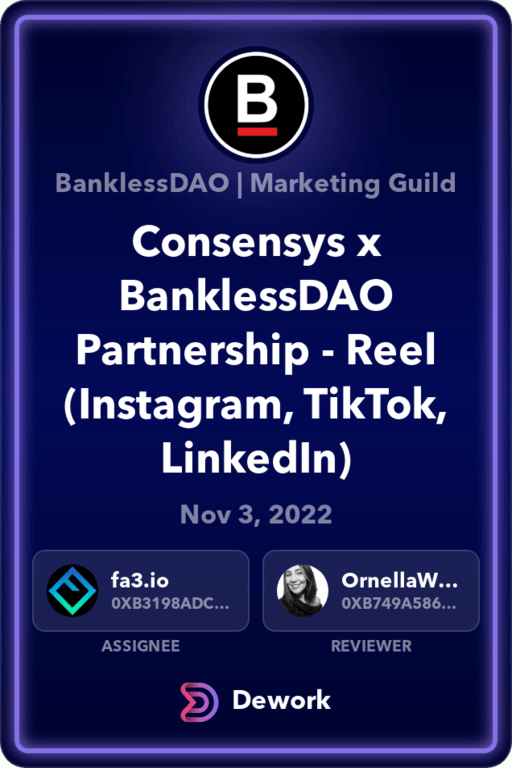 B
BanklessDAO | Marketing Guild
Consensys x
BanklessDAO
Partnership - Reel
(Instagram, TikTok,
LinkedIn)
Nov 3, 2022
fa3.io
0XB3198ADC...
OrnellaW...
0XB749A586...
ASSIGNEE
REVIEWER
Dework